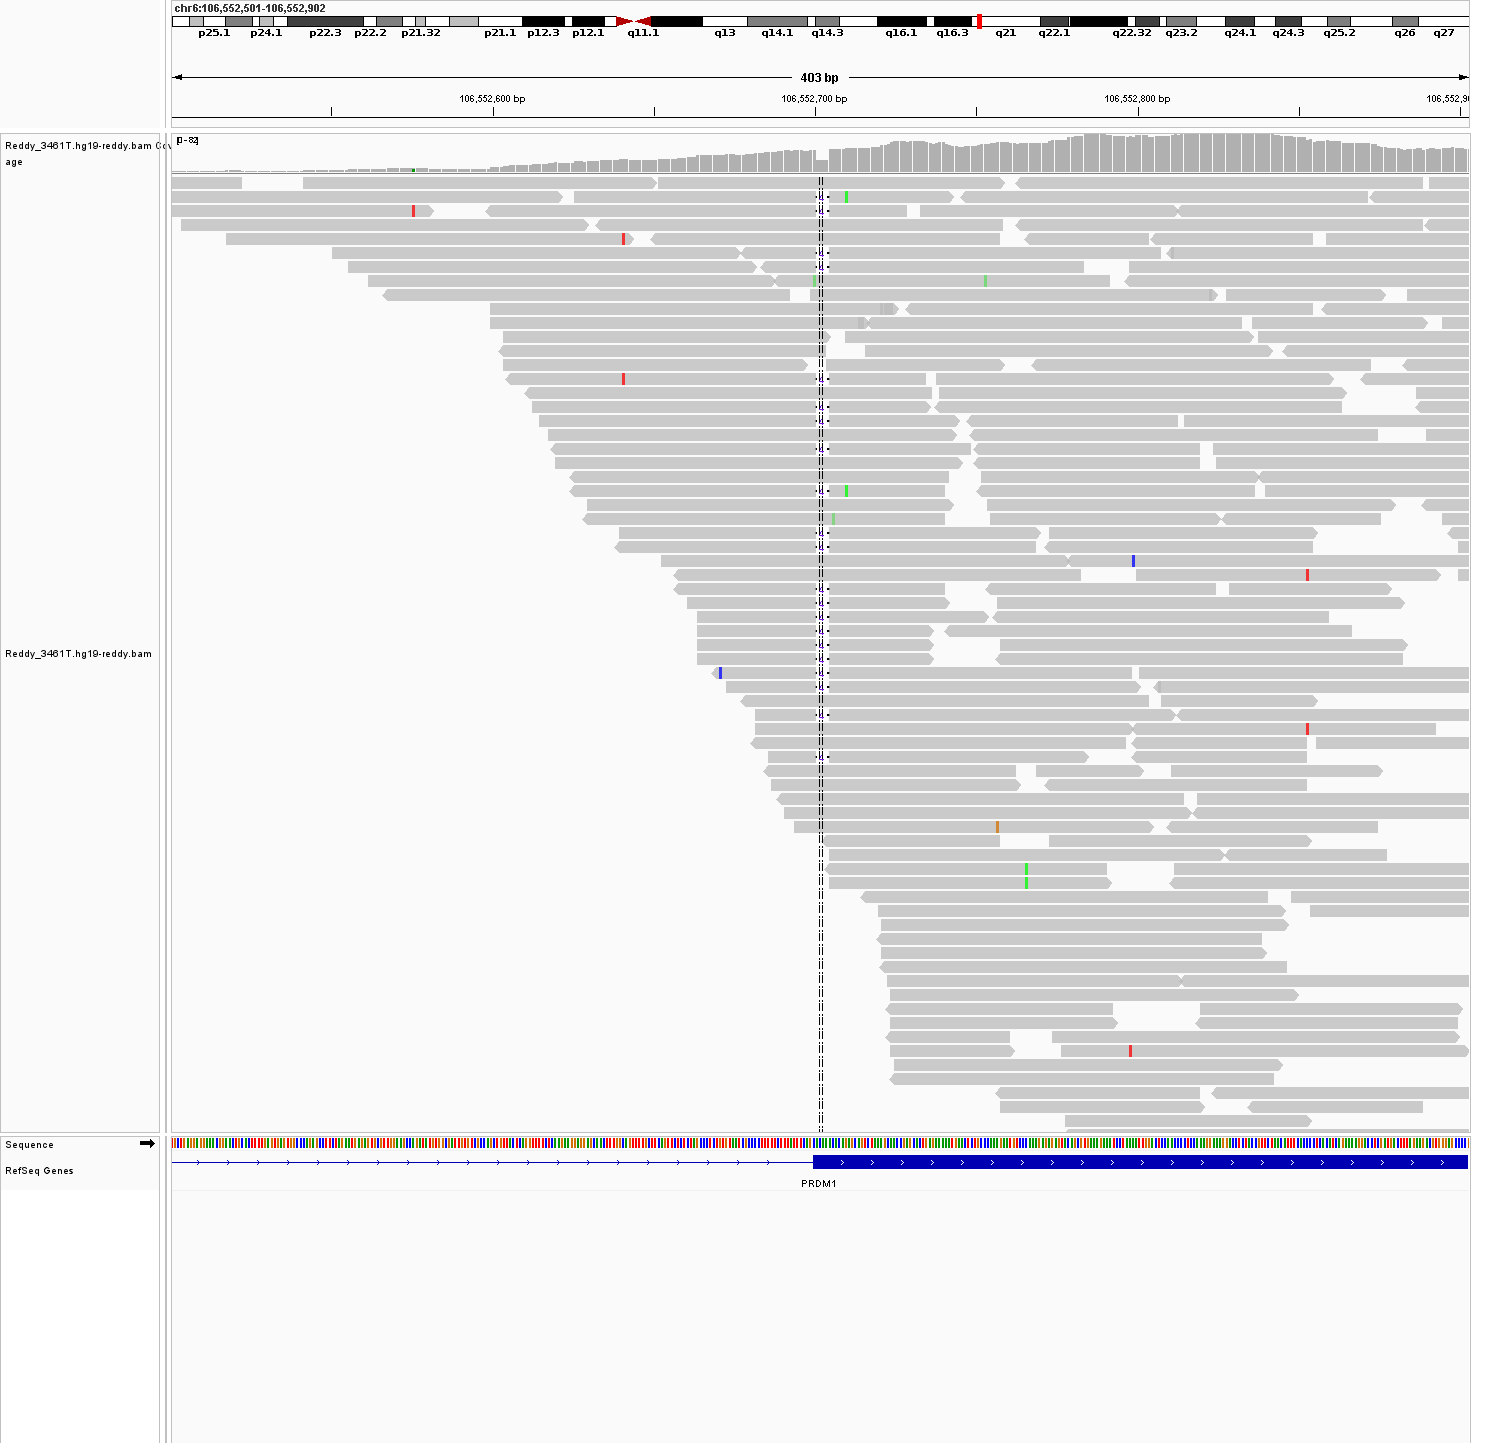 chr6:106,552,501-106,552,902
p25.1 p24.1 p22.3 p22.2 p21.32 p21.1 p12.3 p12.1 q11.1 q13 q14.1 q14.3 q16.1 q16.3 q21 q22.1 q22.32 q23.2 q24.1 q24.3 q25.2 q26 q27
403 bp
106,552,600 bp 106,552,700 bp 106,552,800 bp 106,552,90
Reddy_3461T.hg19-reddy.bam Cov
age
[0-82]
Reddy_3461T.hg19-reddy.bam
Sequence
RefSeq Genes
PRDM1